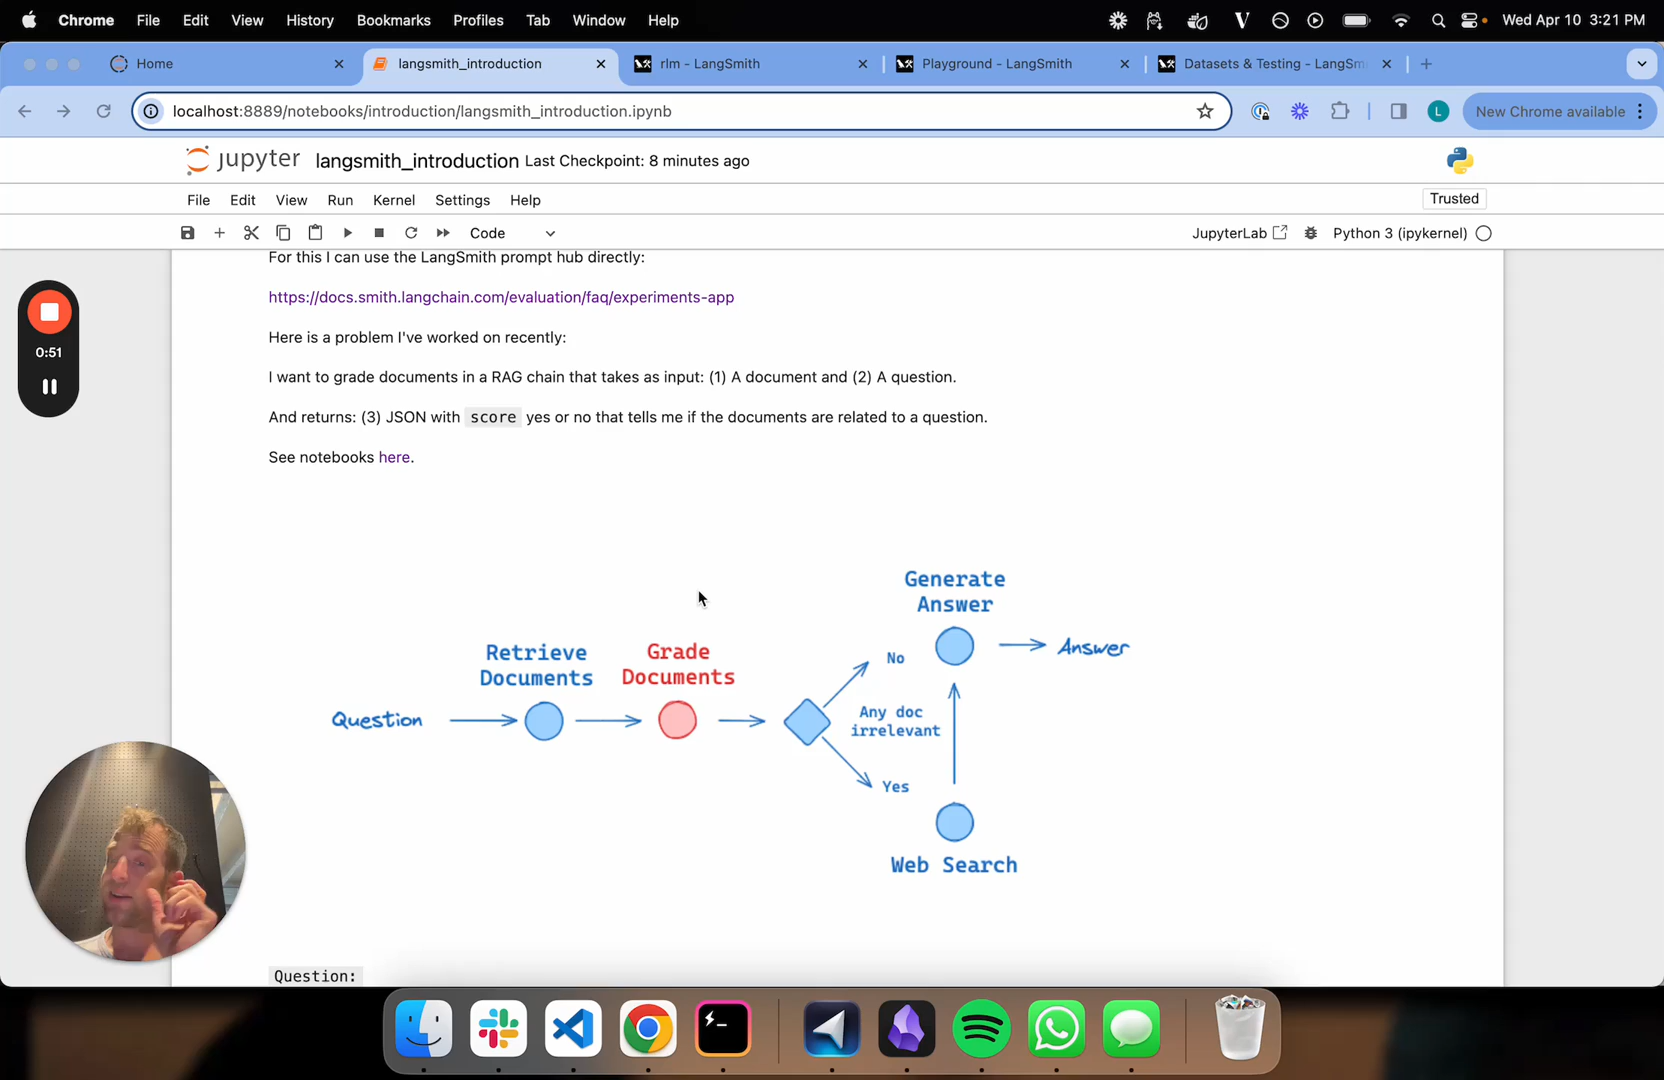 Chrome File Edit View History Bookmarks Profiles Tab Window Help Wed Apr 10 3:21 PM
Home langsmith_introduction rlm - LangSmith Playground - LangSmith Datasets & Testing - LangSm
localhost:8889/notebooks/introduction/langsmith_introduction.ipynb L New Chrome available
jupyter langsmith_introduction Last Checkpoint: 8 minutes ago
File Edit View Run Kernel Settings Help Trusted
Code JupyterLab Python 3 (ipykernel)
For this I can use the LangSmith prompt hub directly:
https://docs.smith.langchain.com/evaluation/faq/experiments-app
Here is a problem I've worked on recently:
I want to grade documents in a RAG chain that takes as input: (1) A document and (2) A question.
And returns: (3) JSON with score yes or no that tells me if the documents are related to a question.
See notebooks here.
0:51
Generate
Answer
Retrieve
Documents
Grade
Documents
No
Answer
Question
Any doc
irrelevant
Yes
Web Search
Question: